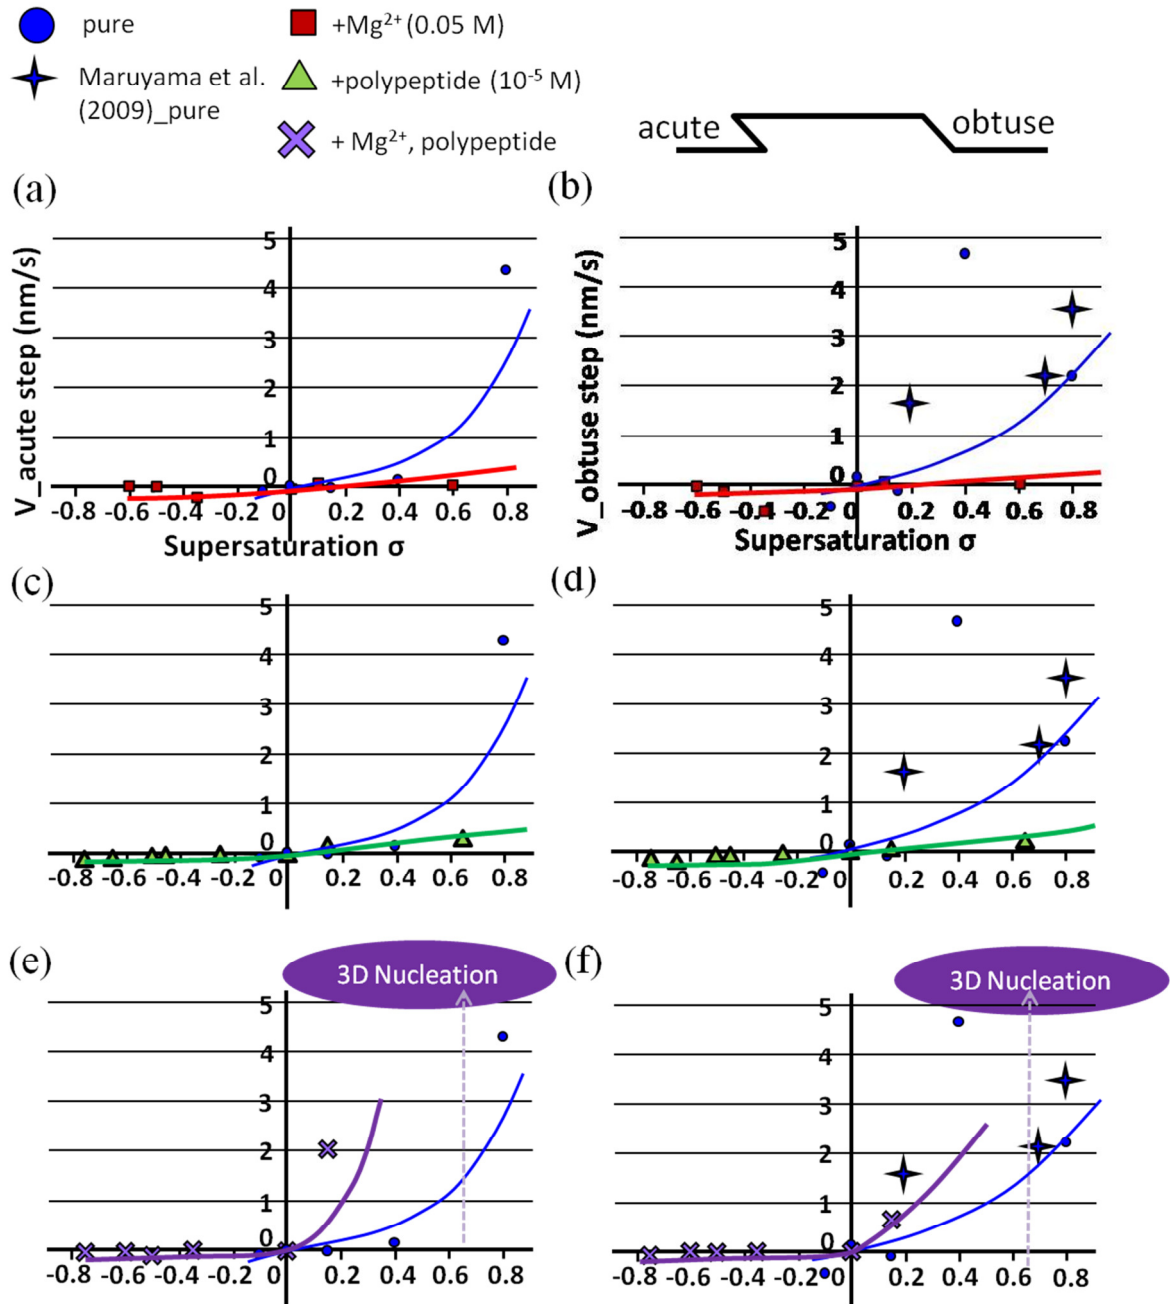 pure
+Mg²⁺ (0.05 M)
Maruyama et al.
(2009)_pure
+polypeptide (10⁻⁵ M)
+ Mg²⁺, polypeptide
acute
obtuse
(a)
V_acute step (nm/s)
5
4
3
2
1
0
-0.8 -0.6 -0.4 -0.2 0 0.2 0.4 0.6 0.8
Supersaturation σ
(b)
V_obtuse step (nm/s)
5
4
3
2
1
0
-0.8 -0.6 -0.4 -0.2 0 0.2 0.4 0.6 0.8
Supersaturation σ
(c)
5
4
3
2
1
0
-0.8 -0.6 -0.4 -0.2 0 0.2 0.4 0.6 0.8
(d)
5
4
3
2
1
0
-0.8 -0.6 -0.4 -0.2 0 0.2 0.4 0.6 0.8
(e)
3D Nucleation
5
4
3
2
1
0
-0.8 -0.6 -0.4 -0.2 0 0.2 0.4 0.6 0.8
(f)
3D Nucleation
5
4
3
2
1
0
-0.8 -0.6 -0.4 -0.2 0 0.2 0.4 0.6 0.8